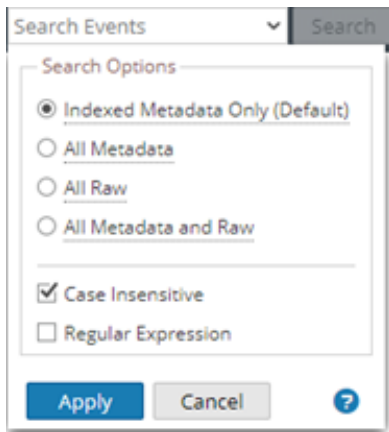 Search Events Search
Search Options
Indexed Metadata Only (Default)
All Metadata
All Raw
All Metadata and Raw
Case Insensitive
Regular Expression
Apply Cancel ?